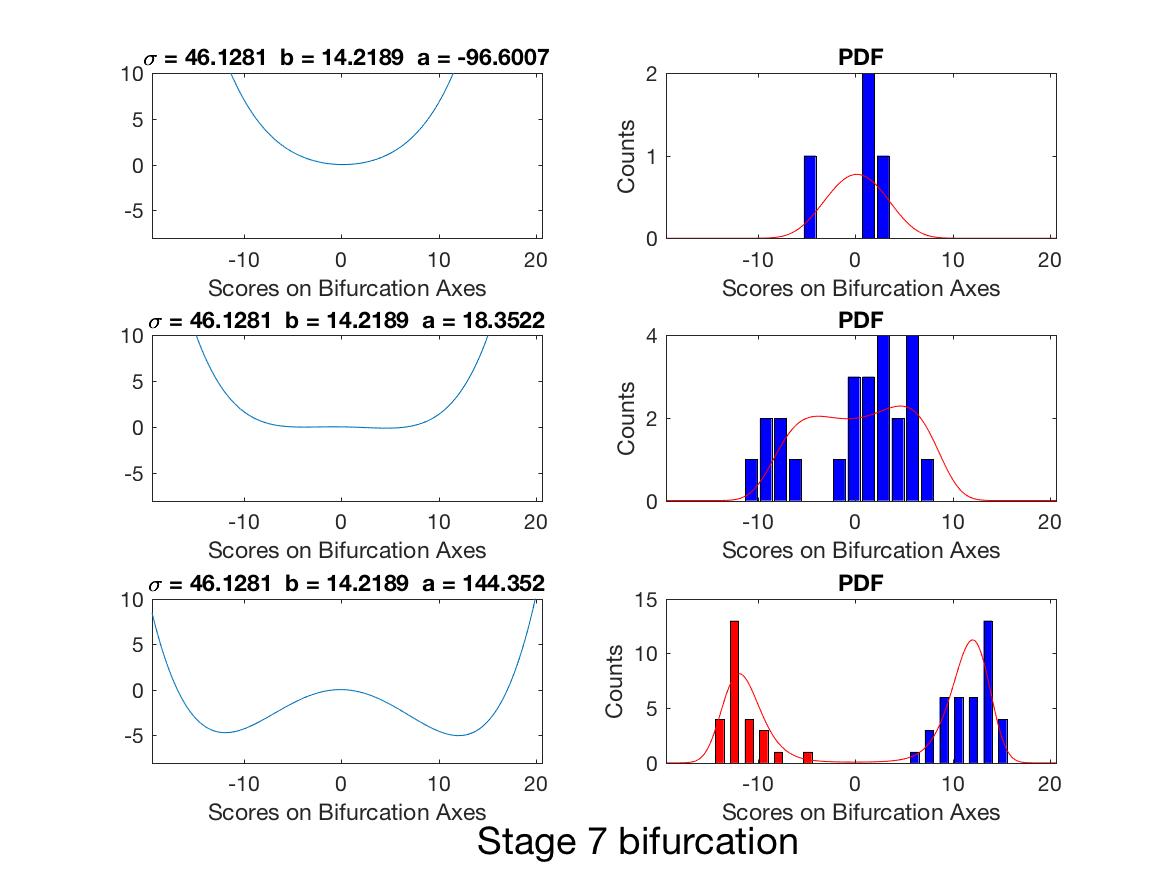 σ = 46.1281 b = 14.2189 a = -96.6007
10
5
0
-5
-10 0 10 20
Scores on Bifurcation Axes
PDF
Counts
2
1
0
-10 0 10 20
Scores on Bifurcation Axes
σ = 46.1281 b = 14.2189 a = 18.3522
10
5
0
-5
-10 0 10 20
Scores on Bifurcation Axes
PDF
Counts
4
2
0
-10 0 10 20
Scores on Bifurcation Axes
σ = 46.1281 b = 14.2189 a = 144.352
10
5
0
-5
-10 0 10 20
Scores on Bifurcation Axes
PDF
Counts
15
10
5
0
-10 0 10 20
Scores on Bifurcation Axes
Stage 7 bifurcation